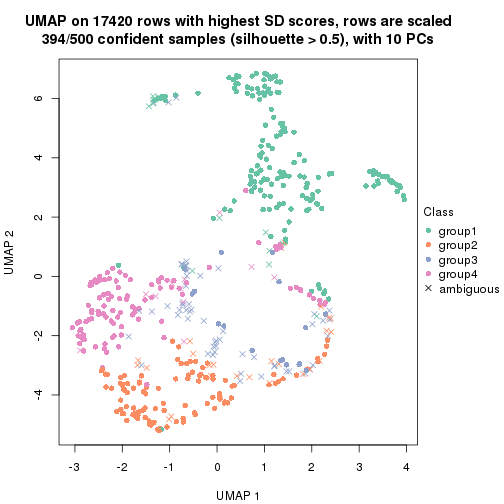 UMAP on 17420 rows with highest SD scores, rows are scaled
394/500 confident samples (silhouette > 0.5), with 10 PCs
6
4
2
0
-2
-4
UMAP 2
-3 -2 -1 0 1 2 3 4
UMAP 1
Class
group1
group2
group3
group4
ambiguous